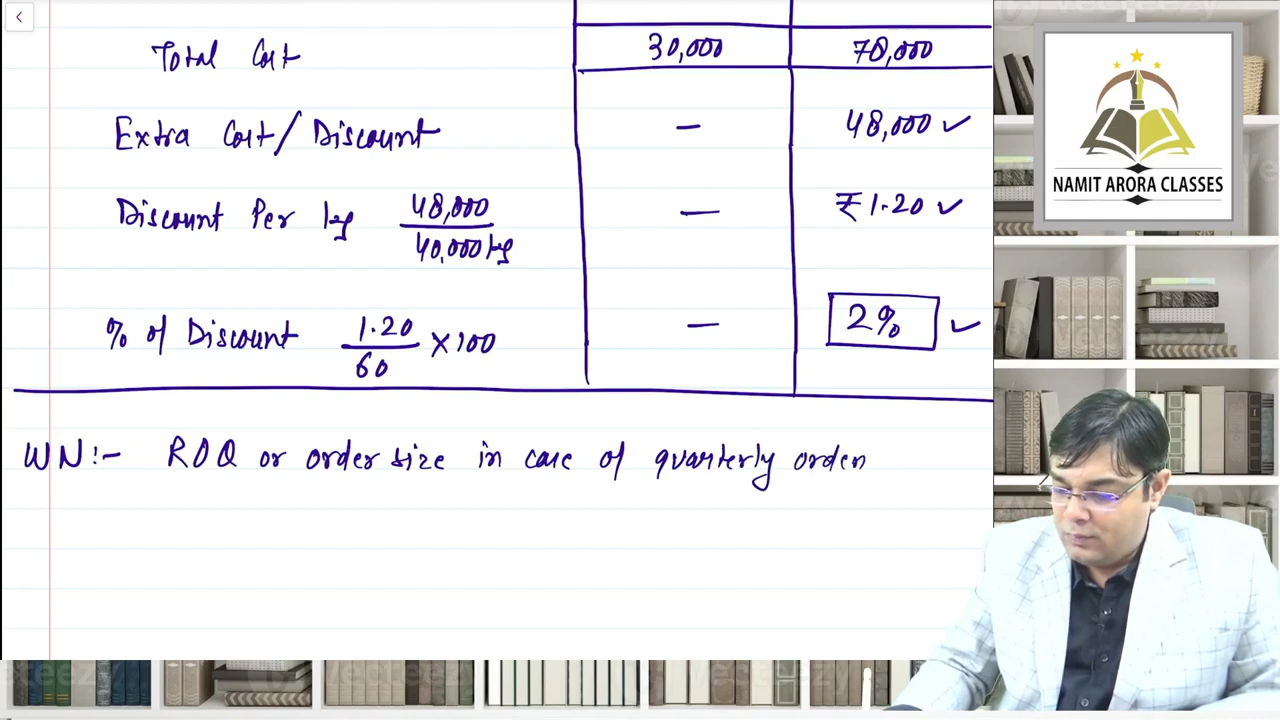 Total Cost 30,000 78,000
Extra Cost/Discount – 48,000 ✓
Discount Per kg 48,000/40,000 kg – ₹1.20 ✓
% of Discount 1.20/60 × 100 – 2% ✓
WN:- ROQ or order size in case of quarterly orden
NAMIT ARORA CLASSES